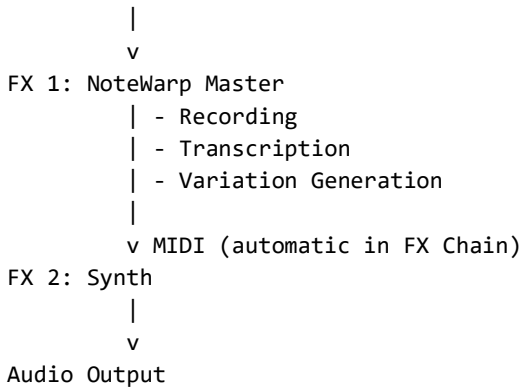 |
v
FX 1: NoteWarp Master
| - Recording
| - Transcription
| - Variation Generation
|
v MIDI (automatic in FX Chain)
FX 2: Synth
|
v
Audio Output